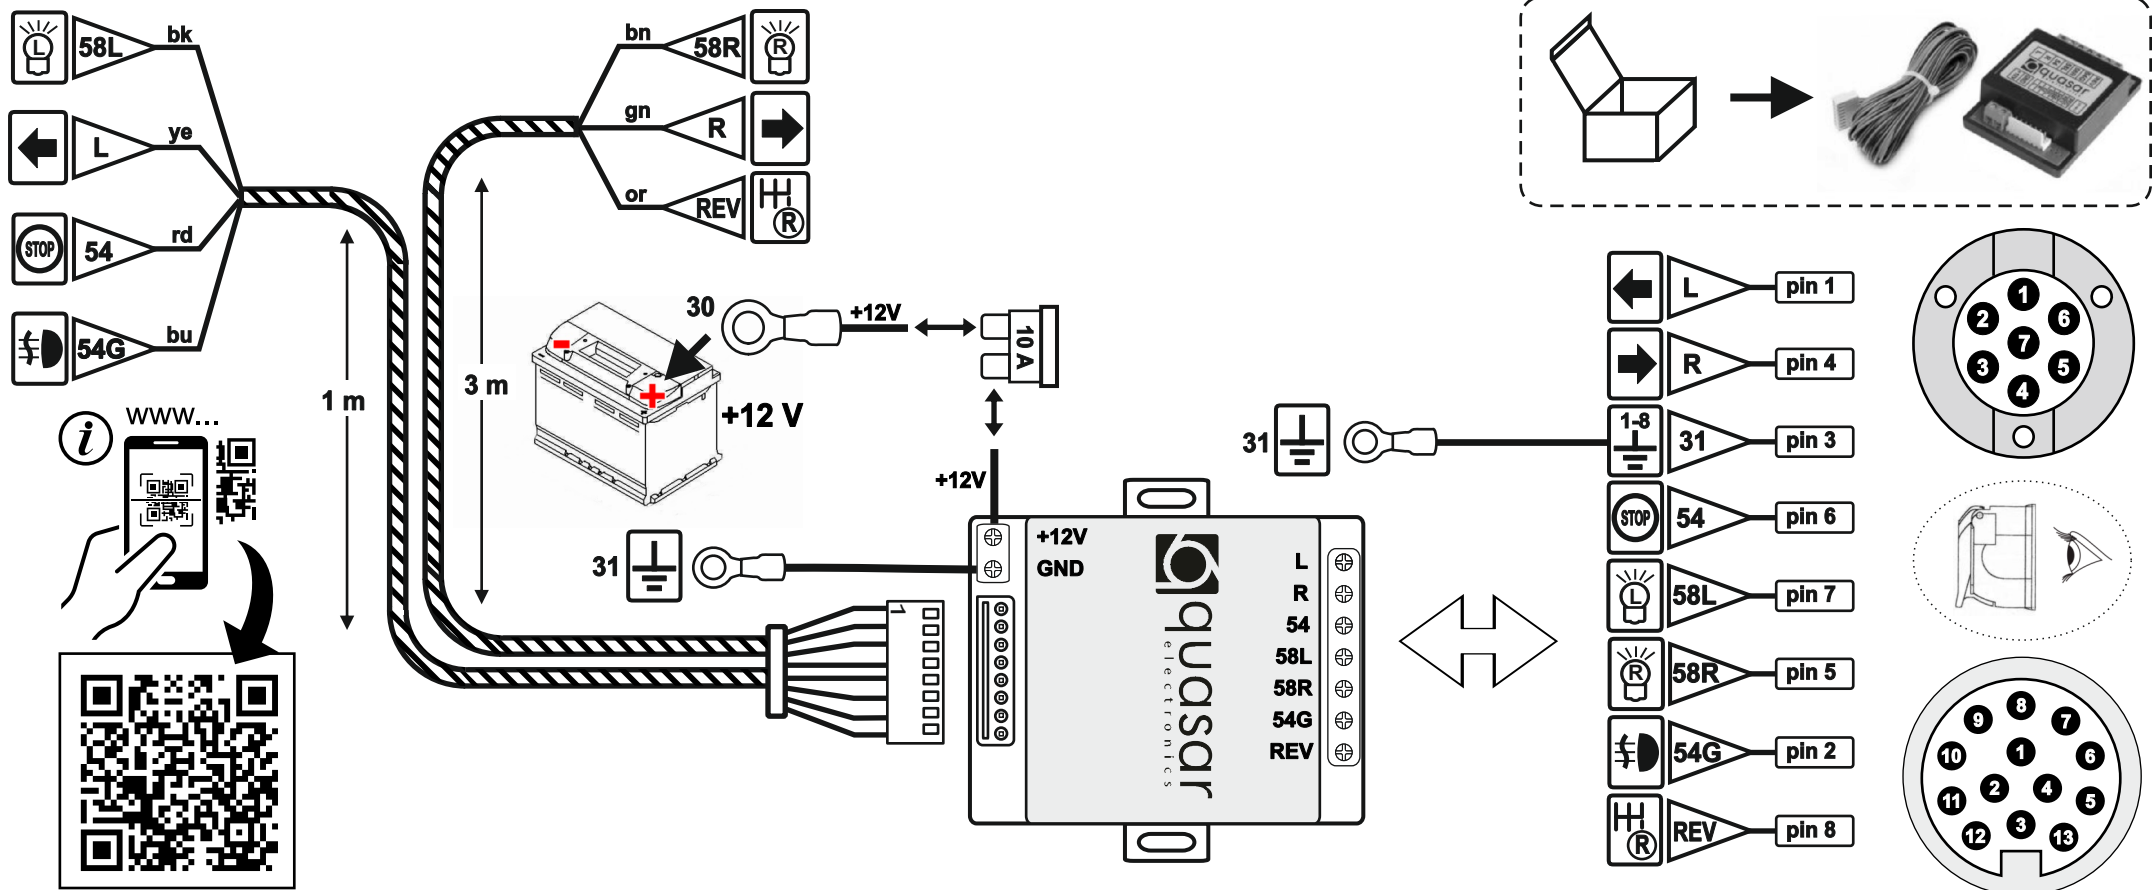 L
58L
bk
L
ye
STOP
54
rd
54G
bu
bn
58R
R
gn
R
or
REV
R
1 m
3 m
i
www...
30
+12V
10 A
+12 V
+12V
31
31
1
+12V
GND
quasar
electronics
L
R
54
58L
58R
54G
REV
quasar
L
pin 1
R
pin 4
1-8
31
pin 3
STOP
54
pin 6
L
58L
pin 7
R
58R
pin 5
54G
pin 2
R
REV
pin 8
1
2
6
7
3
5
4
8
9
7
10
1
6
2
4
11
5
3
12
13